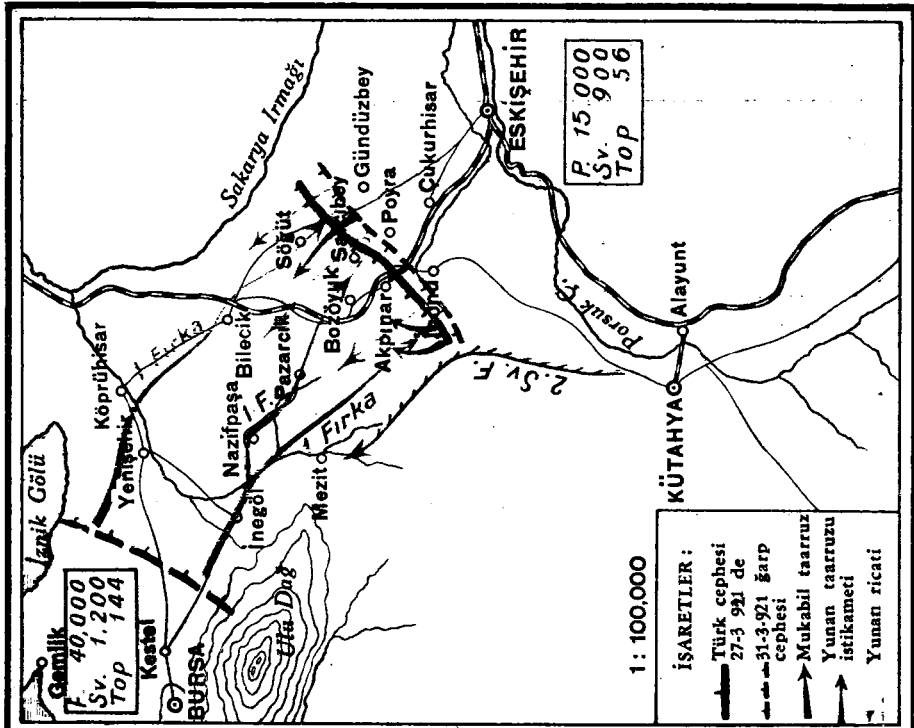 Gemlik
F. 40,000
Sv. 1.200
Top 144
Kestel
BURSA
İznik Gölü
Ulu Dağ
Köprühisar
Yenişehir
Nazifpaşa
İnegöl
Mezit
1 Fırka
Bilecik
1 F.
Pazarcık
1 Fırka
Sakarya Irmağı
Söğüt
Bozöyük
Akpınar
İnönü
Gündüzbey
Poyra
Çukurhisar
ESKİŞEHİR
P. 15 000
Sv. 900
Top 56
2. Sv. F.
Porsuk Ç.
Alayunt
KÜTAHYA
1 : 100,000
İŞARETLER :
Türk cephesi
27-3 921 de
31-3-921 garp
cephesi
Mukabil taarruz
Yunan taarruzu
istikameti
Yunan ricati